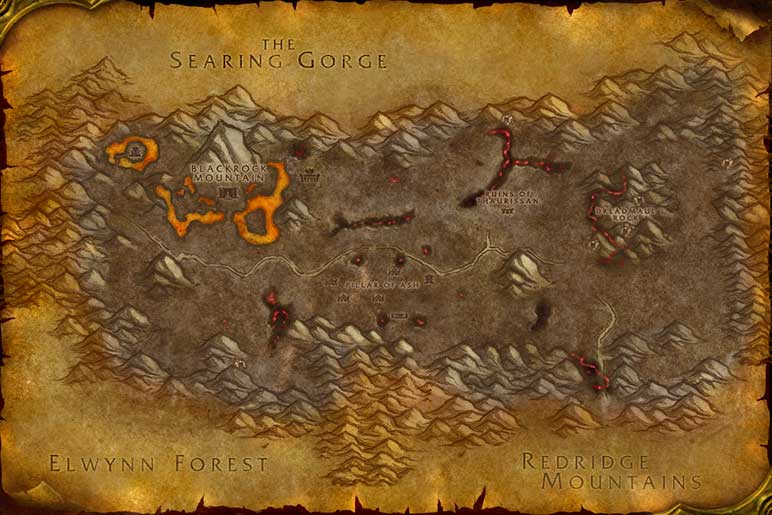 THE
SEARING GORGE
BLACKROCK
MOUNTAIN
RUINS OF
THAURISSAN
DREADMAUL
ROCK
PILLAR OF ASH
ELWYNN FOREST
REDRIDGE
MOUNTAINS